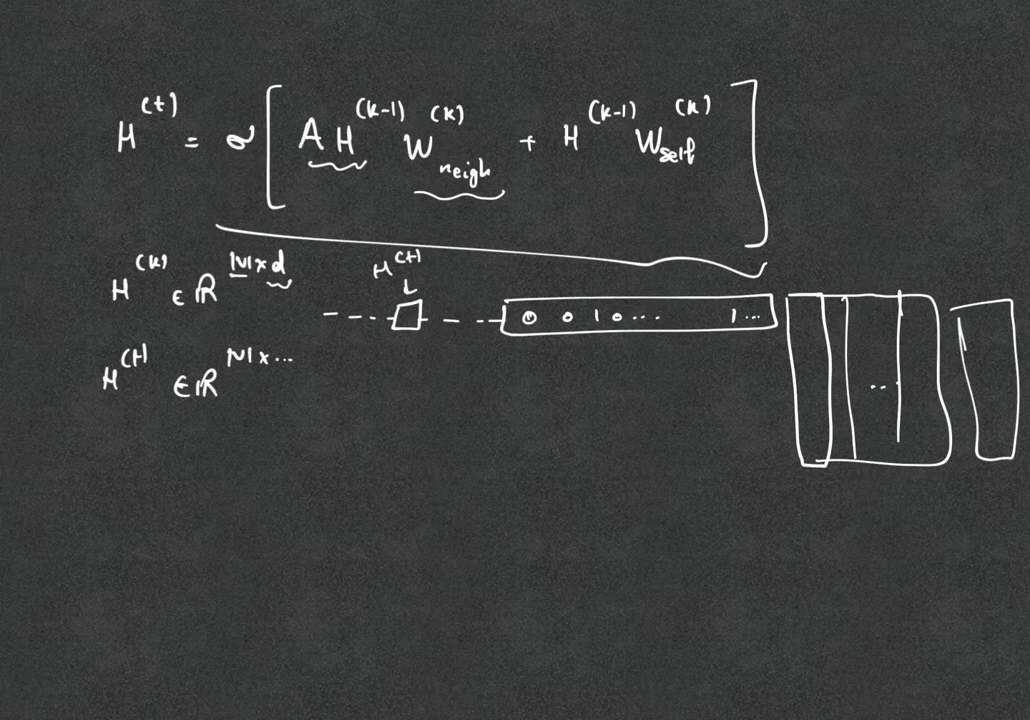 H^(t) = σ [ A H^(k-1) W^(k)_neigh + H^(k-1) W^(k)_self ]
H^(k) ∈ ℝ^|V|×d
H^(t)
0 0 1 0 ... 1 ...
...
H^(t) ∈ ℝ^|V|×...